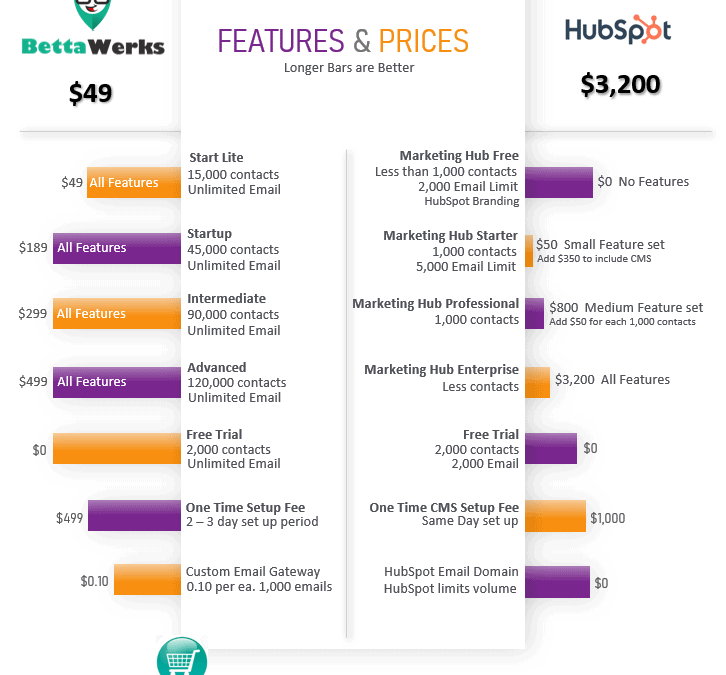 BettaWerks
$49
FEATURES & PRICES
Longer Bars are Better
HubSpot
$3,200
$49 All Features
Start Lite
15,000 contacts
Unlimited Email
Marketing Hub Free
Less than 1,000 contacts
2,000 Email Limit
HubSpot Branding
$0 No Features
$189 All Features
Startup
45,000 contacts
Unlimited Email
Marketing Hub Starter
1,000 contacts
5,000 Email Limit
$50 Small Feature set
Add $350 to include CMS
$299 All Features
Intermediate
90,000 contacts
Unlimited Email
Marketing Hub Professional
1,000 contacts
$800 Medium Feature set
Add $50 for each 1,000 contacts
$499 All Features
Advanced
120,000 contacts
Unlimited Email
Marketing Hub Enterprise
Less contacts
$3,200 All Features
$0
Free Trial
2,000 contacts
Unlimited Email
Free Trial
2,000 contacts
2,000 Email
$0
$499
One Time Setup Fee
2 – 3 day set up period
One Time CMS Setup Fee
Same Day set up
$1,000
$0.10
Custom Email Gateway
0.10 per ea. 1,000 emails
HubSpot Email Domain
HubSpot limits volume
$0